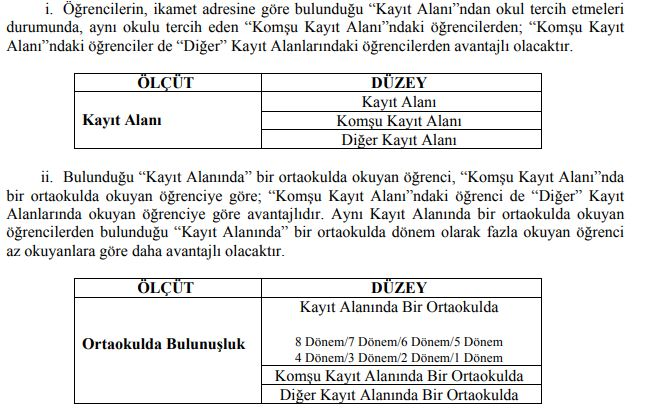 i. Öğrencilerin, ikamet adresine göre bulunduğu “Kayıt Alanı”ndan okul tercih etmeleri
durumunda, aynı okulu tercih eden “Komşu Kayıt Alanı”ndaki öğrencilerden; “Komşu Kayıt
Alanı”ndaki öğrenciler de “Diğer” Kayıt Alanlarındaki öğrencilerden avantajlı olacaktır.
ÖLÇÜT DÜZEY
Kayıt Alanı
Kayıt Alanı
Komşu Kayıt Alanı
Diğer Kayıt Alanı
ii. Bulunduğu “Kayıt Alanında” bir ortaokulda okuyan öğrenci, “Komşu Kayıt Alanı”nda
bir ortaokulda okuyan öğrenciye göre; “Komşu Kayıt Alanı”ndaki öğrenci de “Diğer” Kayıt
Alanlarında okuyan öğrenciye göre avantajlıdır. Aynı Kayıt Alanında bir ortaokulda okuyan
öğrencilerden bulunduğu “Kayıt Alanında” bir ortaokulda dönem olarak fazla okuyan öğrenci
az okuyanlara göre daha avantajlı olacaktır.
ÖLÇÜT DÜZEY
Ortaokulda Bulunuşluk
Kayıt Alanında Bir Ortaokulda
8 Dönem/7 Dönem/6 Dönem/5 Dönem
4 Dönem/3 Dönem/2 Dönem/1 Dönem
Komşu Kayıt Alanında Bir Ortaokulda
Diğer Kayıt Alanında Bir Ortaokulda